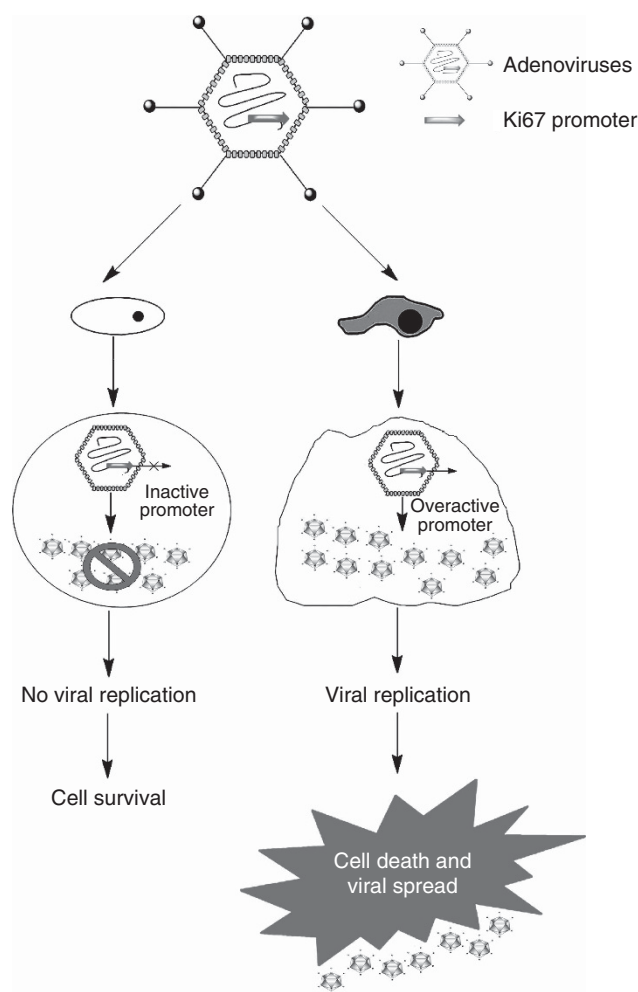 Adenoviruses
Ki67 promoter
Inactive
promoter
Overactive
promoter
No viral replication
Viral replication
Cell survival
Cell death and
viral spread